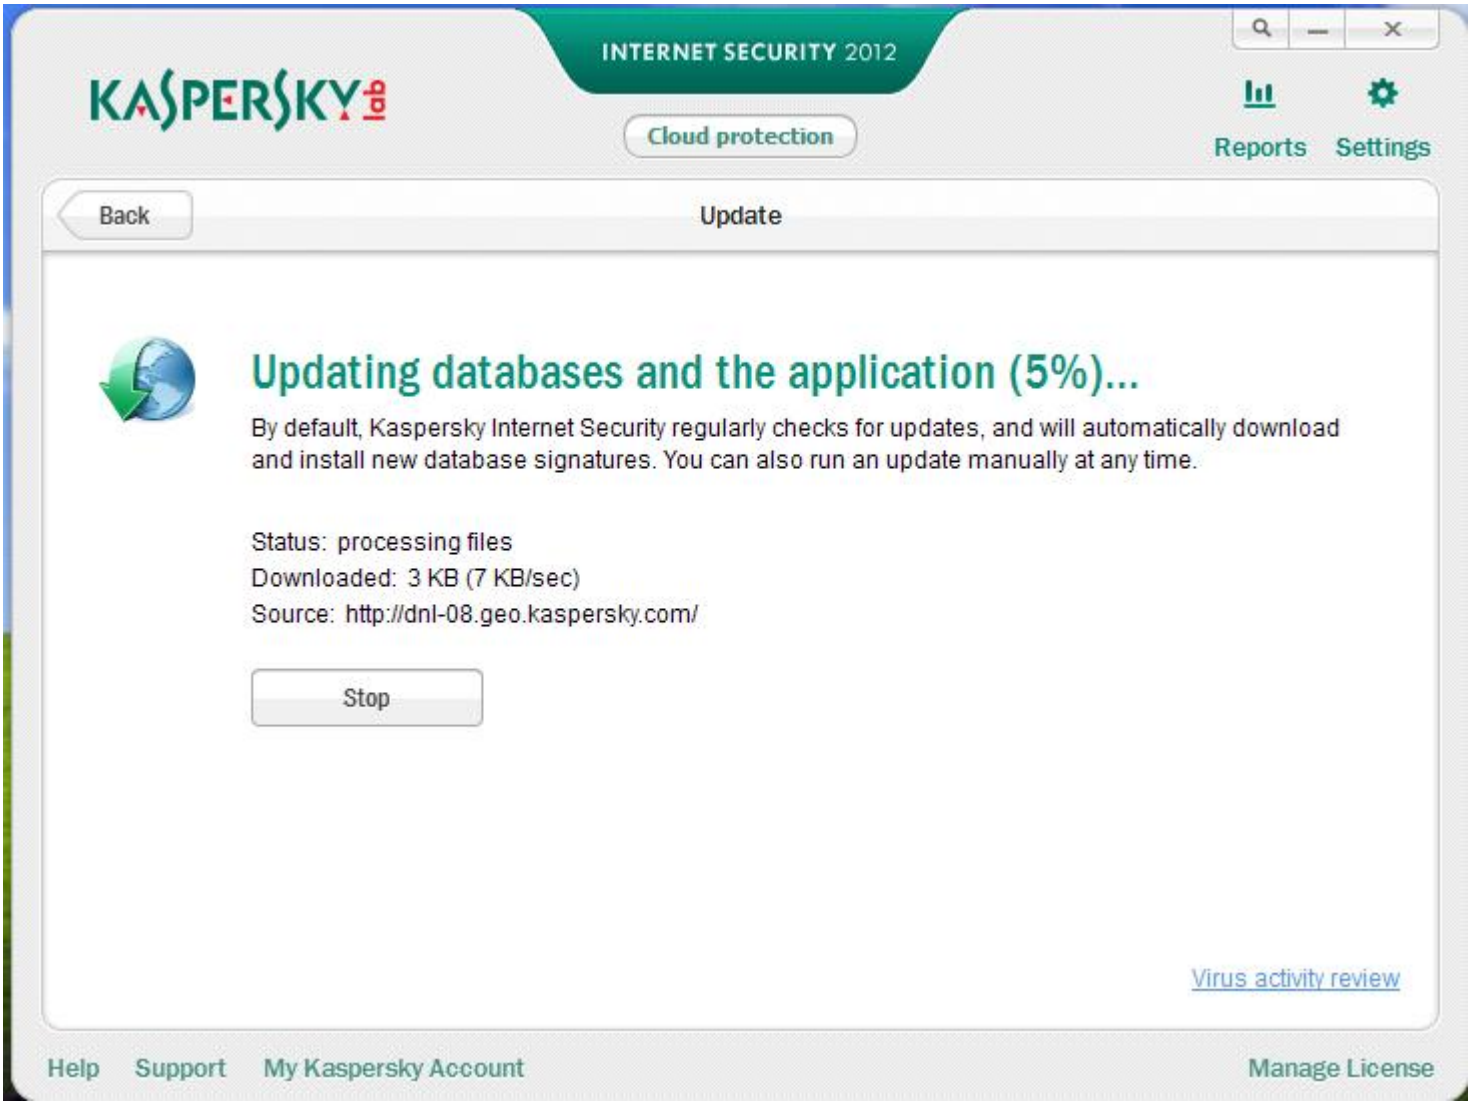 INTERNET SECURITY 2012
KASPERSKY lab
Cloud protection
Reports Settings
Back Update
Updating databases and the application (5%)...
By default, Kaspersky Internet Security regularly checks for updates, and will automatically download
and install new database signatures. You can also run an update manually at any time.
Status: processing files
Downloaded: 3 KB (7 KB/sec)
Source: http://dnl-08.geo.kaspersky.com/
Stop
Virus activity review
Help Support My Kaspersky Account Manage License